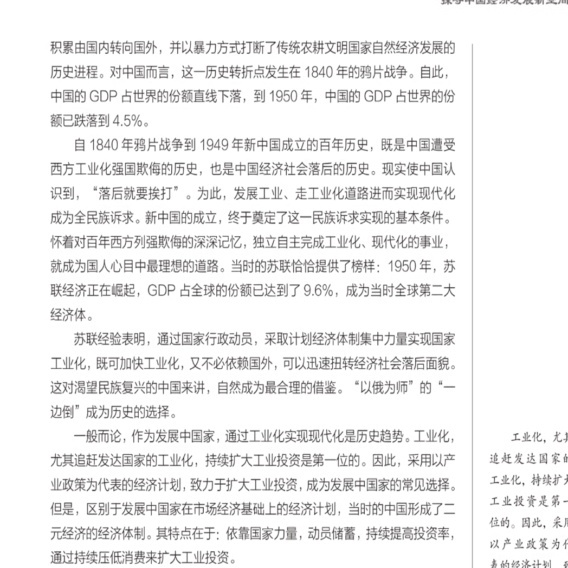 积累由国内转向国外，并以暴力方式打断了传统农耕文明国家自然经济发展的
历史进程。对中国而言，这一历史转折点发生在 1840 年的鸦片战争。自此，
中国的 GDP 占世界的份额直线下落，到 1950 年，中国的 GDP 占世界的份
额已跌落到 4.5%。
自 1840 年鸦片战争到 1949 年新中国成立的百年历史，既是中国遭受
西方工业化强国欺侮的历史，也是中国经济社会落后的历史。现实使中国认
识到，“落后就要挨打”。为此，发展工业、走工业化道路进而实现现代化
成为全民族诉求。新中国的成立，终于奠定了这一民族诉求实现的基本条件。
怀着对百年西方列强欺侮的深深记忆，独立自主完成工业化、现代化的事业，
就成为国人心目中最理想的道路。当时的苏联恰恰提供了榜样：1950 年，苏
联经济正在崛起，GDP 占全球的份额已达到了 9.6%，成为当时全球第二大
经济体。
苏联经验表明，通过国家行政动员，采取计划经济体制集中力量实现国家
工业化，既可加快工业化，又不必依赖国外，可以迅速扭转经济社会落后面貌。
这对渴望民族复兴的中国来讲，自然成为最合理的借鉴。“以俄为师”的“一
边倒”成为历史的选择。
一般而论，作为发展中国家，通过工业化实现现代化是历史趋势。工业化，
尤其追赶发达国家的工业化，持续扩大工业投资是第一位的。因此，采用以产
业政策为代表的经济计划，致力于扩大工业投资，成为发展中国家的常见选择。
但是，区别于发展中国家在市场经济基础上的经济计划，当时的中国形成了二
元经济的经济体制。其特点在于：依靠国家力量，动员储蓄，持续提高投资率，
通过持续压低消费来扩大工业投资。
工业化，尤其
追赶发达国家的
工业化，持续扩大
工业投资是第一
位的。因此，采用
以产业政策为代
表的经济计划，致